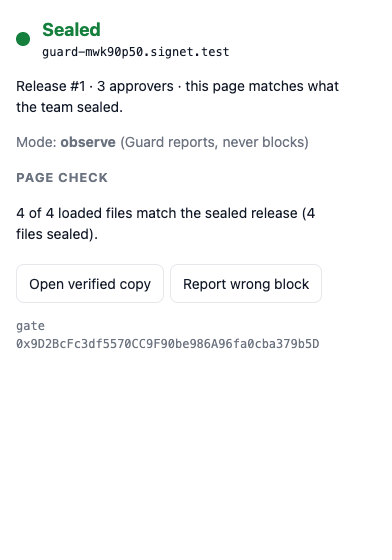 Sealed
guard-mwk90p50.signet.test
Release #1 · 3 approvers · this page matches what
the team sealed.
Mode: observe (Guard reports, never blocks)
PAGE CHECK
4 of 4 loaded files match the sealed release (4
files sealed).
Open verified copy
Report wrong block
gate
0x9D2BcFc3df5570CC9F90be986A96fa0cba379b5D